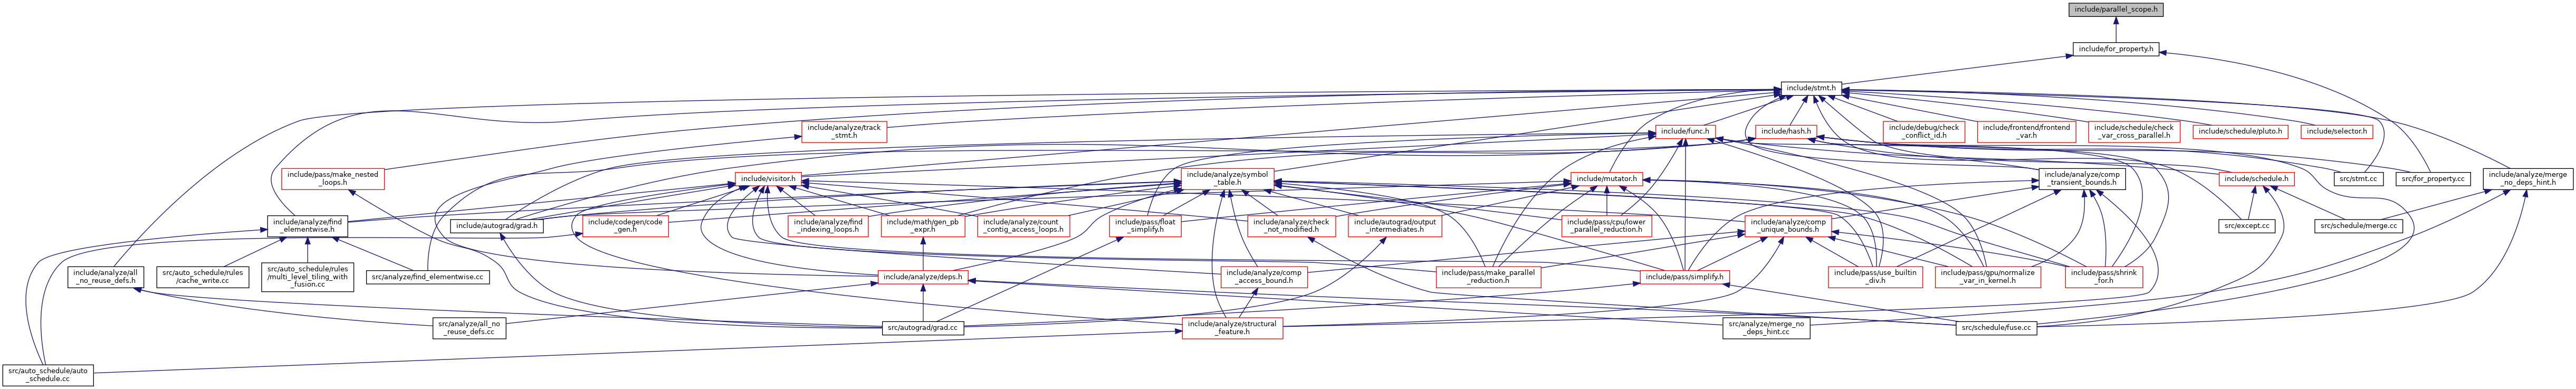 include/parallel_scope.h
include/for_property.h
include/stmt.h
include/analyze/track
_stmt.h
include/func.h
include/hash.h
include/debug/check
_conflict_id.h
include/frontend/frontend
_var.h
include/schedule/check
_var_cross_parallel.h
include/schedule/pluto.h
include/selector.h
include/pass/make_nested
_loops.h
include/visitor.h
include/analyze/symbol
_table.h
include/mutator.h
include/analyze/comp
_transient_bounds.h
include/schedule.h
src/stmt.cc
src/for_property.cc
include/analyze/merge
_no_deps_hint.h
include/analyze/find
_elementwise.h
include/autograd/grad.h
include/codegen/code
_gen.h
include/analyze/find
_indexing_loops.h
include/math/gen_pb
_expr.h
include/analyze/count
_contig_access_loops.h
include/pass/float
_simplify.h
include/analyze/check
_not_modified.h
include/autograd/output
_intermediates.h
include/pass/cpu/lower
_parallel_reduction.h
include/analyze/comp
_unique_bounds.h
src/except.cc
src/schedule/merge.cc
include/analyze/all
_no_reuse_defs.h
src/auto_schedule/rules
/cache_write.cc
src/auto_schedule/rules
/multi_level_tiling_with
_fusion.cc
src/analyze/find_elementwise.cc
include/analyze/deps.h
include/analyze/comp
_access_bound.h
include/pass/make_parallel
_reduction.h
include/pass/simplify.h
include/pass/use_builtin
_div.h
include/pass/gpu/normalize
_var_in_kernel.h
include/pass/shrink
_for.h
src/analyze/all_no
_reuse_defs.cc
src/autograd/grad.cc
include/analyze/structural
_feature.h
src/analyze/merge_no
_deps_hint.cc
src/schedule/fuse.cc
src/auto_schedule/auto
_schedule.cc